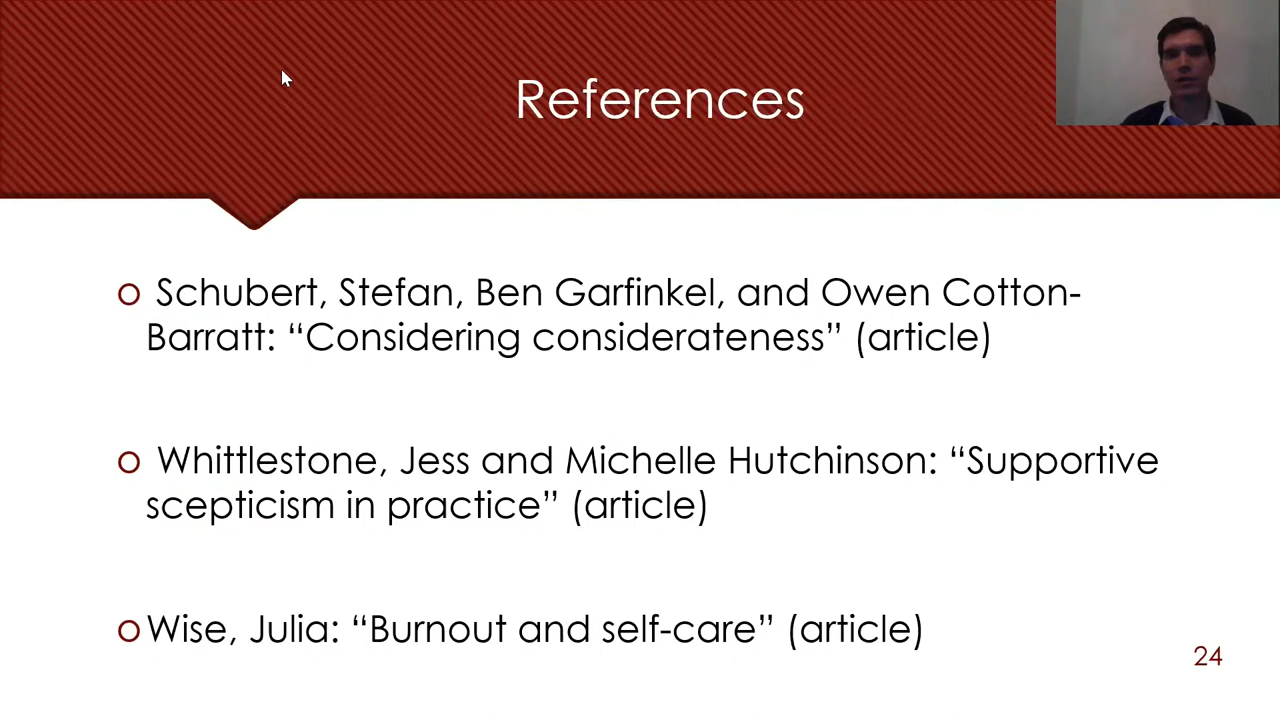 References
Schubert, Stefan, Ben Garfinkel, and Owen Cotton-
Barratt: “Considering considerateness” (article)
Whittlestone, Jess and Michelle Hutchinson: “Supportive
scepticism in practice” (article)
Wise, Julia: “Burnout and self-care” (article)
24